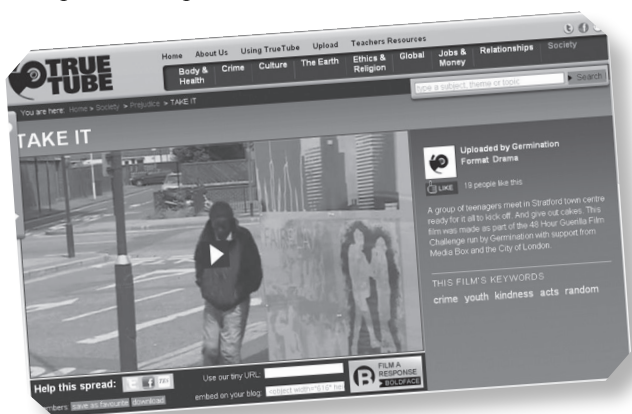 TRUE
TUBE
Home About Us Using TrueTube Upload Teachers Resources
Body & Health Crime Culture The Earth Ethics & Religion Global Jobs & Money Relationships Society
type a subject, theme or topic Search
You are here: Home > Society > Prejudice > TAKE IT
TAKE IT
Uploaded by Germination
Format Drama
LIKE 19 people like this
A group of teenagers meet in Stratford town centre
ready for it all to kick off. And give out cakes. This
film was made as part of the 48 Hour Guerilla Film
Challenge run by Germination with support from
Media Box and the City of London.
THIS FILM'S KEYWORDS
crime youth kindness acts random
Help this spread:
Use our tiny URL:
embed on your blog: <object width="616"
save as favourite download
FILM A
RESPONSE
BOLDFACE